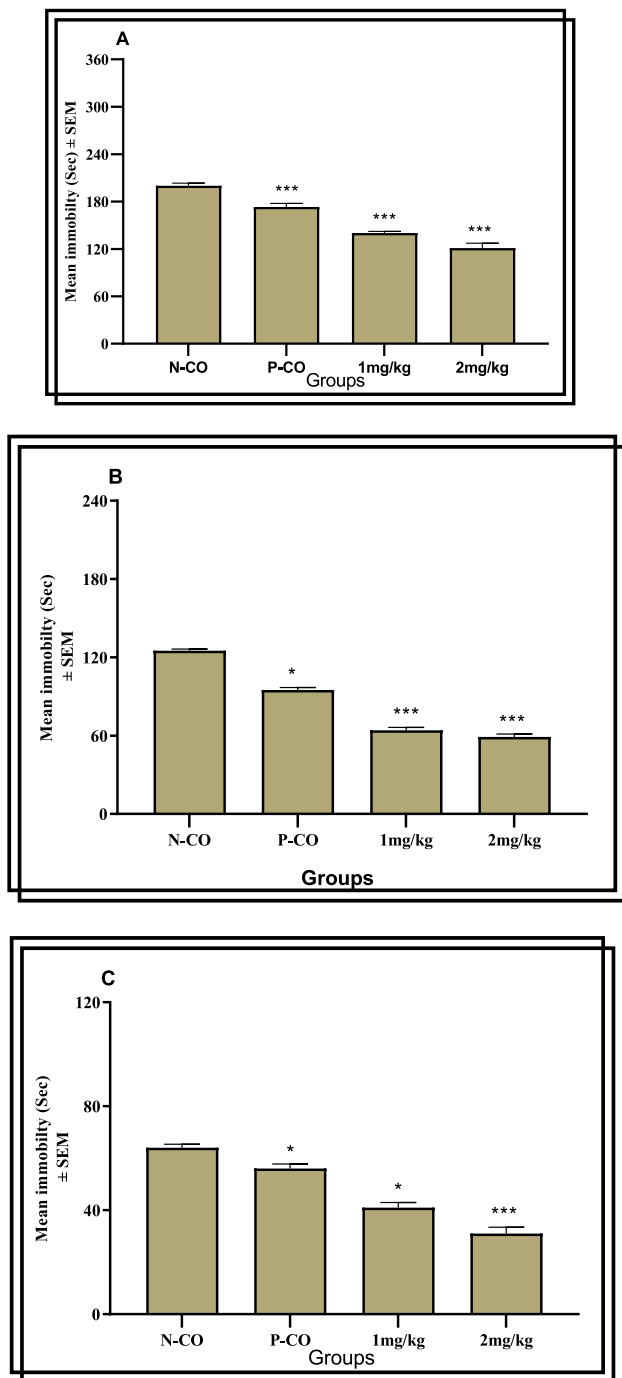 A
Mean immobilty (Sec) ± SEM
360
300
240
180
120
60
0
***
***
***
N-CO P-CO 1mg/kg 2mg/kg
Groups
B
Mean immobilty (Sec)
± SEM
240
180
120
60
0
*
***
***
N-CO P-CO 1mg/kg 2mg/kg
Groups
C
Mean immobilty (Sec)
± SEM
120
80
40
0
*
*
***
N-CO P-CO 1mg/kg 2mg/kg
Groups